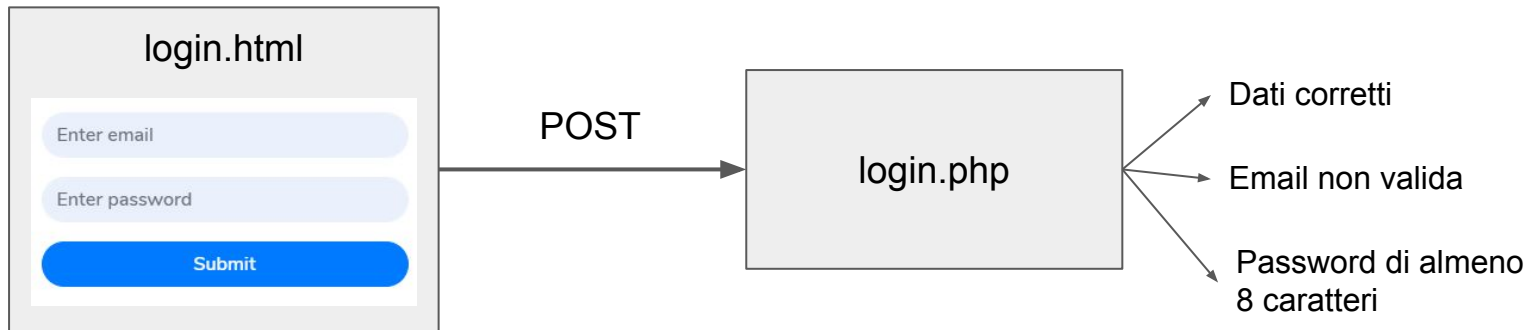 login.html
Enter email
Enter password
Submit
POST
login.php
Dati corretti
Email non valida
Password di almeno
8 caratteri